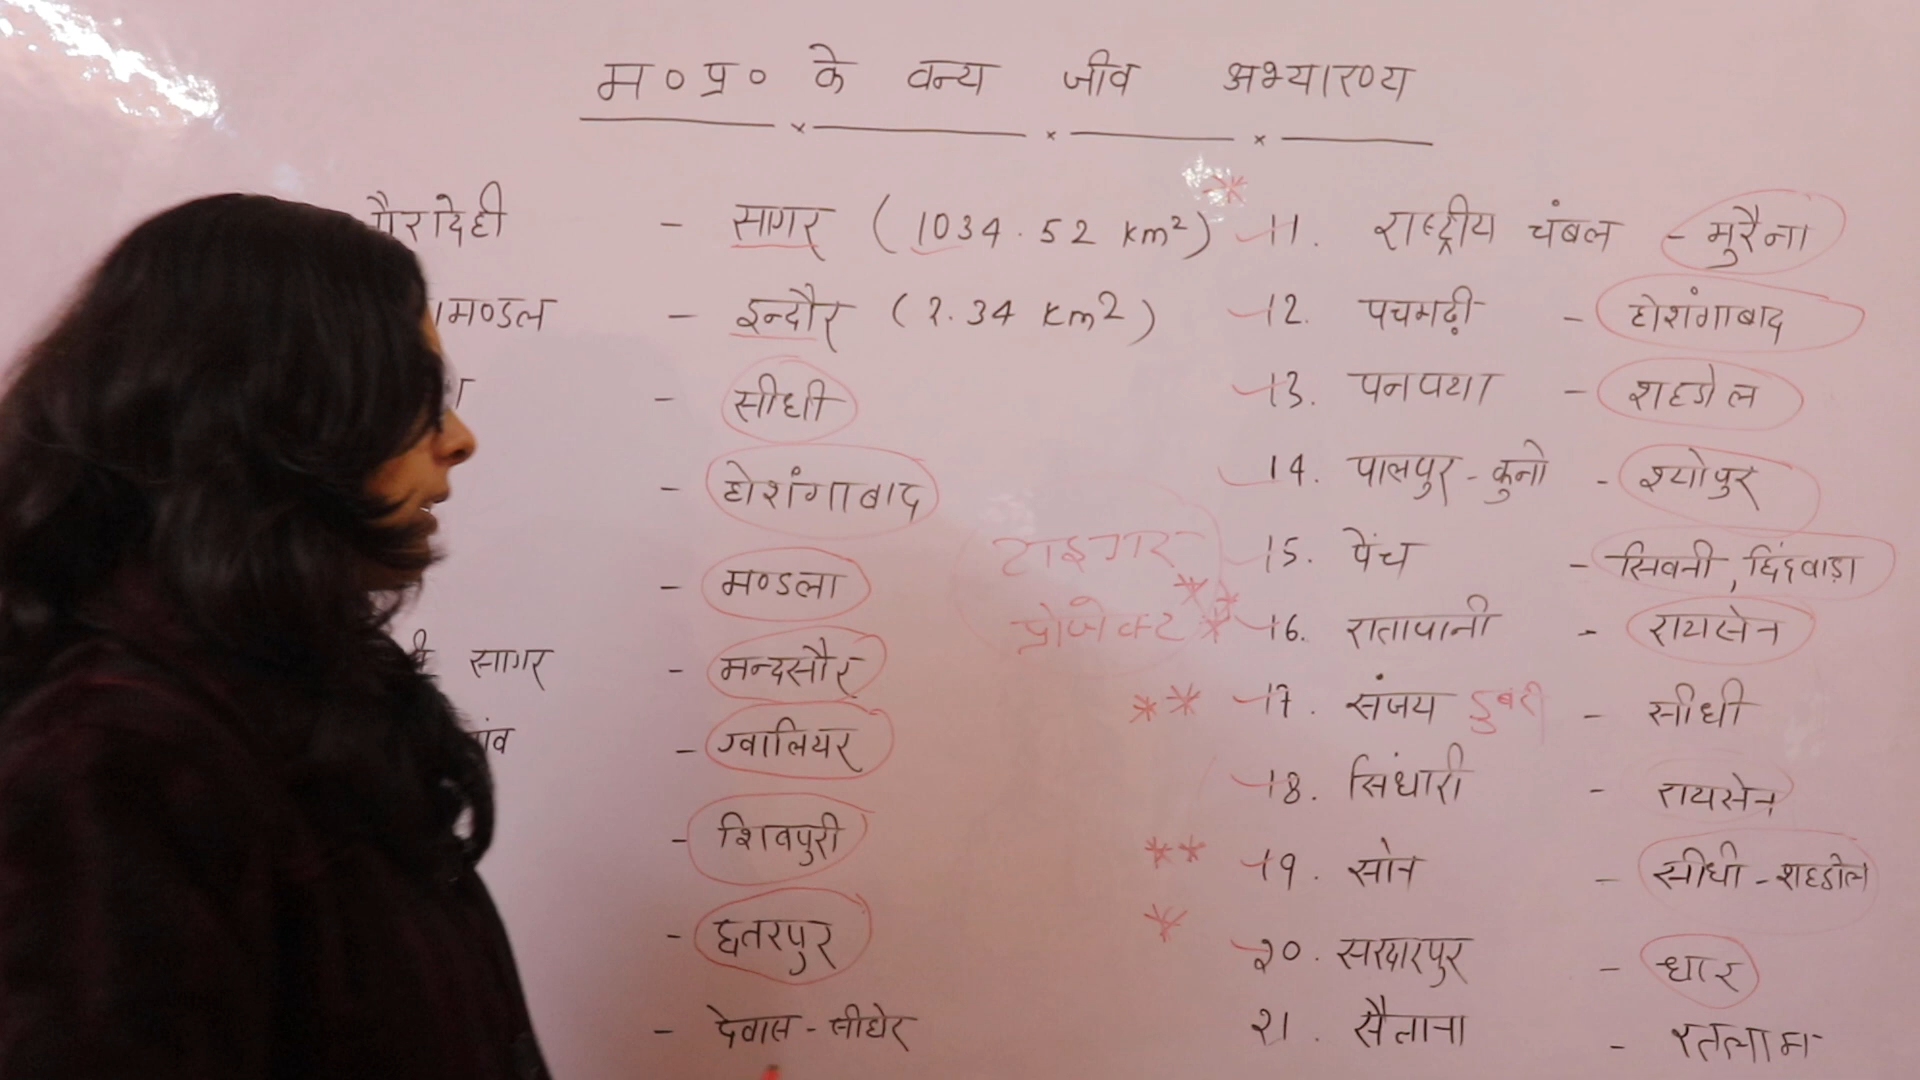 म०प्र० के वन्य जीव अभ्यारण्य
रादेही - सागर (1034.52 Km²)
मण्डल - इन्दौर (2.34 Km2)
- सीधी
- होशंगाबाद
- मण्डला
सागर - मन्दसौर
गांव - ग्वालियर
- शिवपुरी
- छतरपुर
- देवास - सीहोर
टाइगर
प्रोजेक्ट
11. राष्ट्रीय चंबल - मुरैना
12. पचमढ़ी - होशंगाबाद
13. पनपथा - शहडोल
14. पालपुर - कुनो - श्योपुर
15. पेंच - सिवनी, छिंदवाड़ा
16. रातापानी - रायसेन
17. संजय डुबरी - सीधी
18. सिंघारी - रायसेन
19. सोन - सीधी - शहडोल
२०. सरदारपुर - धार
२1. सैलाना - रतलाम